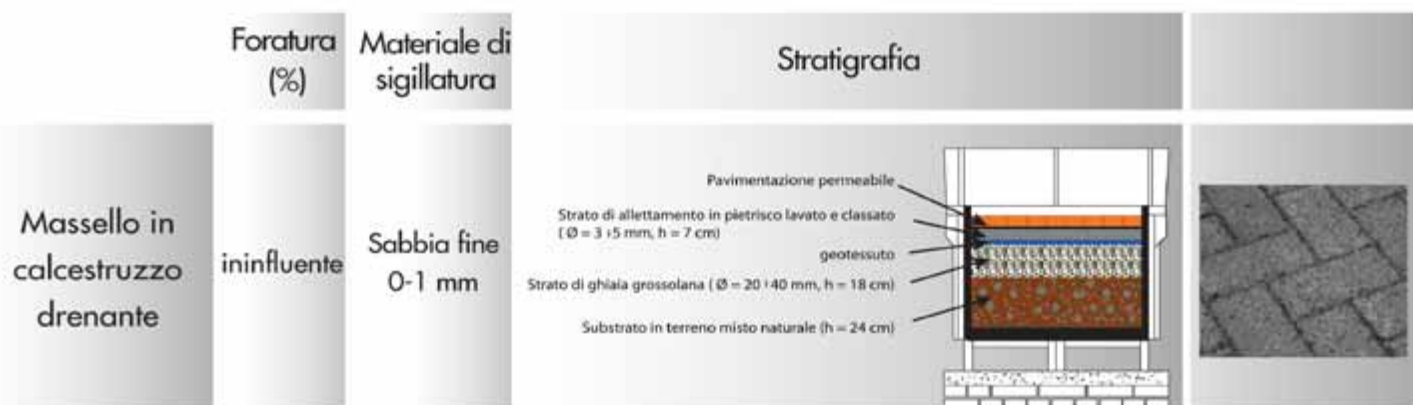 Foratura
(%)
Materiale di
sigillatura
Stratigrafia
Massello in
calcestruzzo
drenante
ininfluente
Sabbia fine
0-1 mm
Pavimentazione permeabile
Strato di allettamento in pietrisco lavato e classato
( Ø = 3 ÷5 mm, h = 7 cm)
geotessuto
Strato di ghiaia grossolana ( Ø = 20 ÷40 mm, h = 18 cm)
Substrato in terreno misto naturale (h = 24 cm)